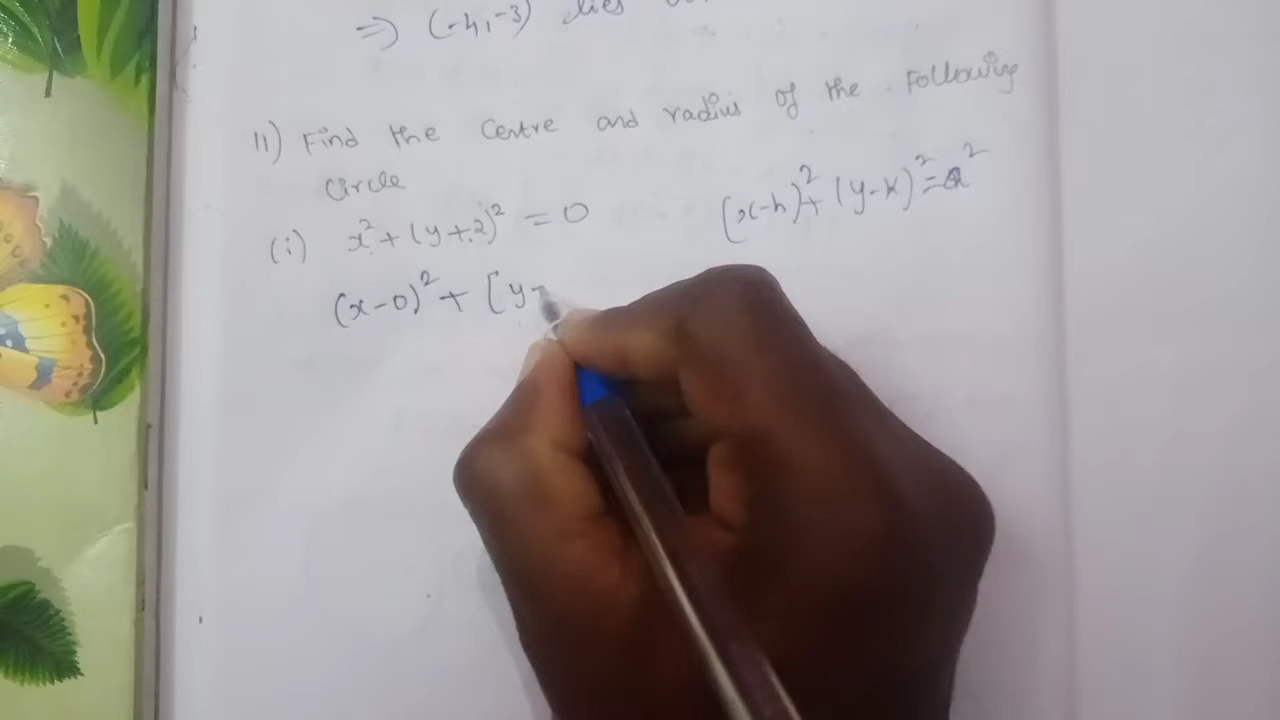 ⇒ (-4,-3) lies
11) Find the Centre and radius of the Following
Circle
(i) x² + (y+2)² = 0
(x-h)² + (y-k)² = a²
(x-0)² + [y-